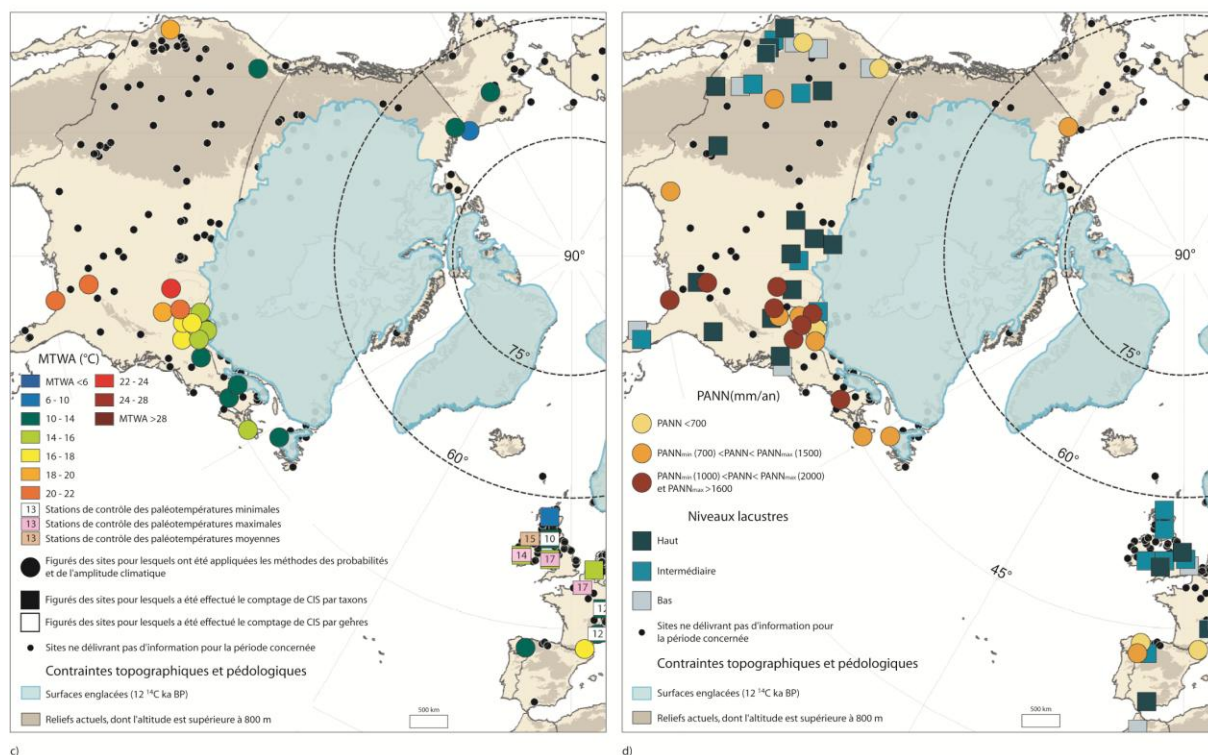 90°
75°
60°
MTWA (°C)
MTWA <6
6 - 10
10 - 14
14 - 16
16 - 18
18 - 20
20 - 22
22 - 24
24 - 28
MTWA >28
13 Stations de contrôle des paléotempératures minimales
13 Stations de contrôle des paléotempératures maximales
13 Stations de contrôle des paléotempératures moyennes
Figurés des sites pour lesquels ont été appliquées les méthodes des probabilités
et de l'amplitude climatique
Figurés des sites pour lesquels a été effectué le comptage de CIS par taxons
Figurés des sites pour lesquels a été effectué le comptage de CIS par genres
Sites ne délivrant pas d'information pour la période concernée
Contraintes topographiques et pédologiques
Surfaces englacées (12 ¹⁴C ka BP)
Reliefs actuels, dont l'altitude est supérieure à 800 m
15
10
14
17
17
12
12
500 km
c)
90°
75°
60°
45°
PANN(mm/an)
PANN <700
PANNmin (700) <PANN< PANNmax (1500)
PANNmin (1000) <PANN< PANNmax (2000)
et PANNmax >1600
Niveaux lacustres
Haut
Intermédiaire
Bas
Sites ne délivrant pas d'information pour
la période concernée
Contraintes topographiques et pédologiques
Surfaces englacées (12 ¹⁴C ka BP)
Reliefs actuels, dont l'altitude est supérieure à 800 m
500 km
d)